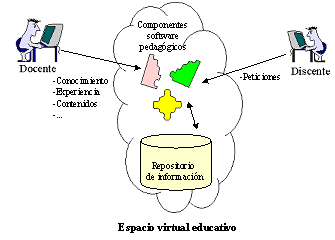 Componentes
software
pedagógicos
Docente
-Conocimiento
-Experiencia
-Contenidos
-...
-Peticiones
Discente
Repositorio
de información
Espacio virtual educativo